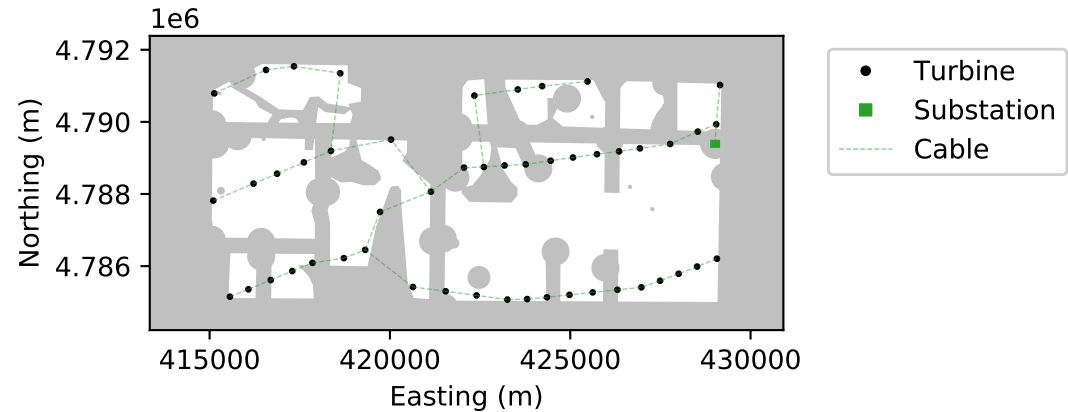 1e6
4.792
4.790
4.788
4.786
Northing (m)
415000 420000 425000 430000
Easting (m)
Turbine
Substation
Cable